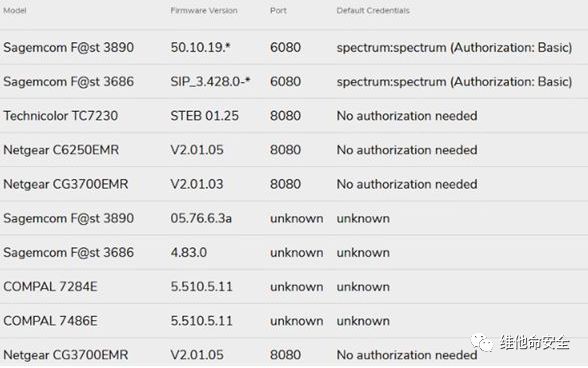 Model Firmware Version Port Default Credentials
Sagemcom F@st 3890 50.10.19.* 6080 spectrum:spectrum (Authorization: Basic)
Sagemcom F@st 3686 SIP_3.428.0-* 6080 spectrum:spectrum (Authorization: Basic)
Technicolor TC7230 STEB 01.25 8080 No authorization needed
Netgear C6250EMR V2.01.05 8080 No authorization needed
Netgear CG3700EMR V2.01.03 8080 No authorization needed
Sagemcom F@st 3890 05.76.6.3a unknown unknown
Sagemcom F@st 3686 4.83.0 unknown unknown
COMPAL 7284E 5.510.5.11 unknown unknown
COMPAL 7486E 5.510.5.11 unknown unknown
维他命安全
Netgear CG3700EMR V2.01.05 8080 No authorization needed